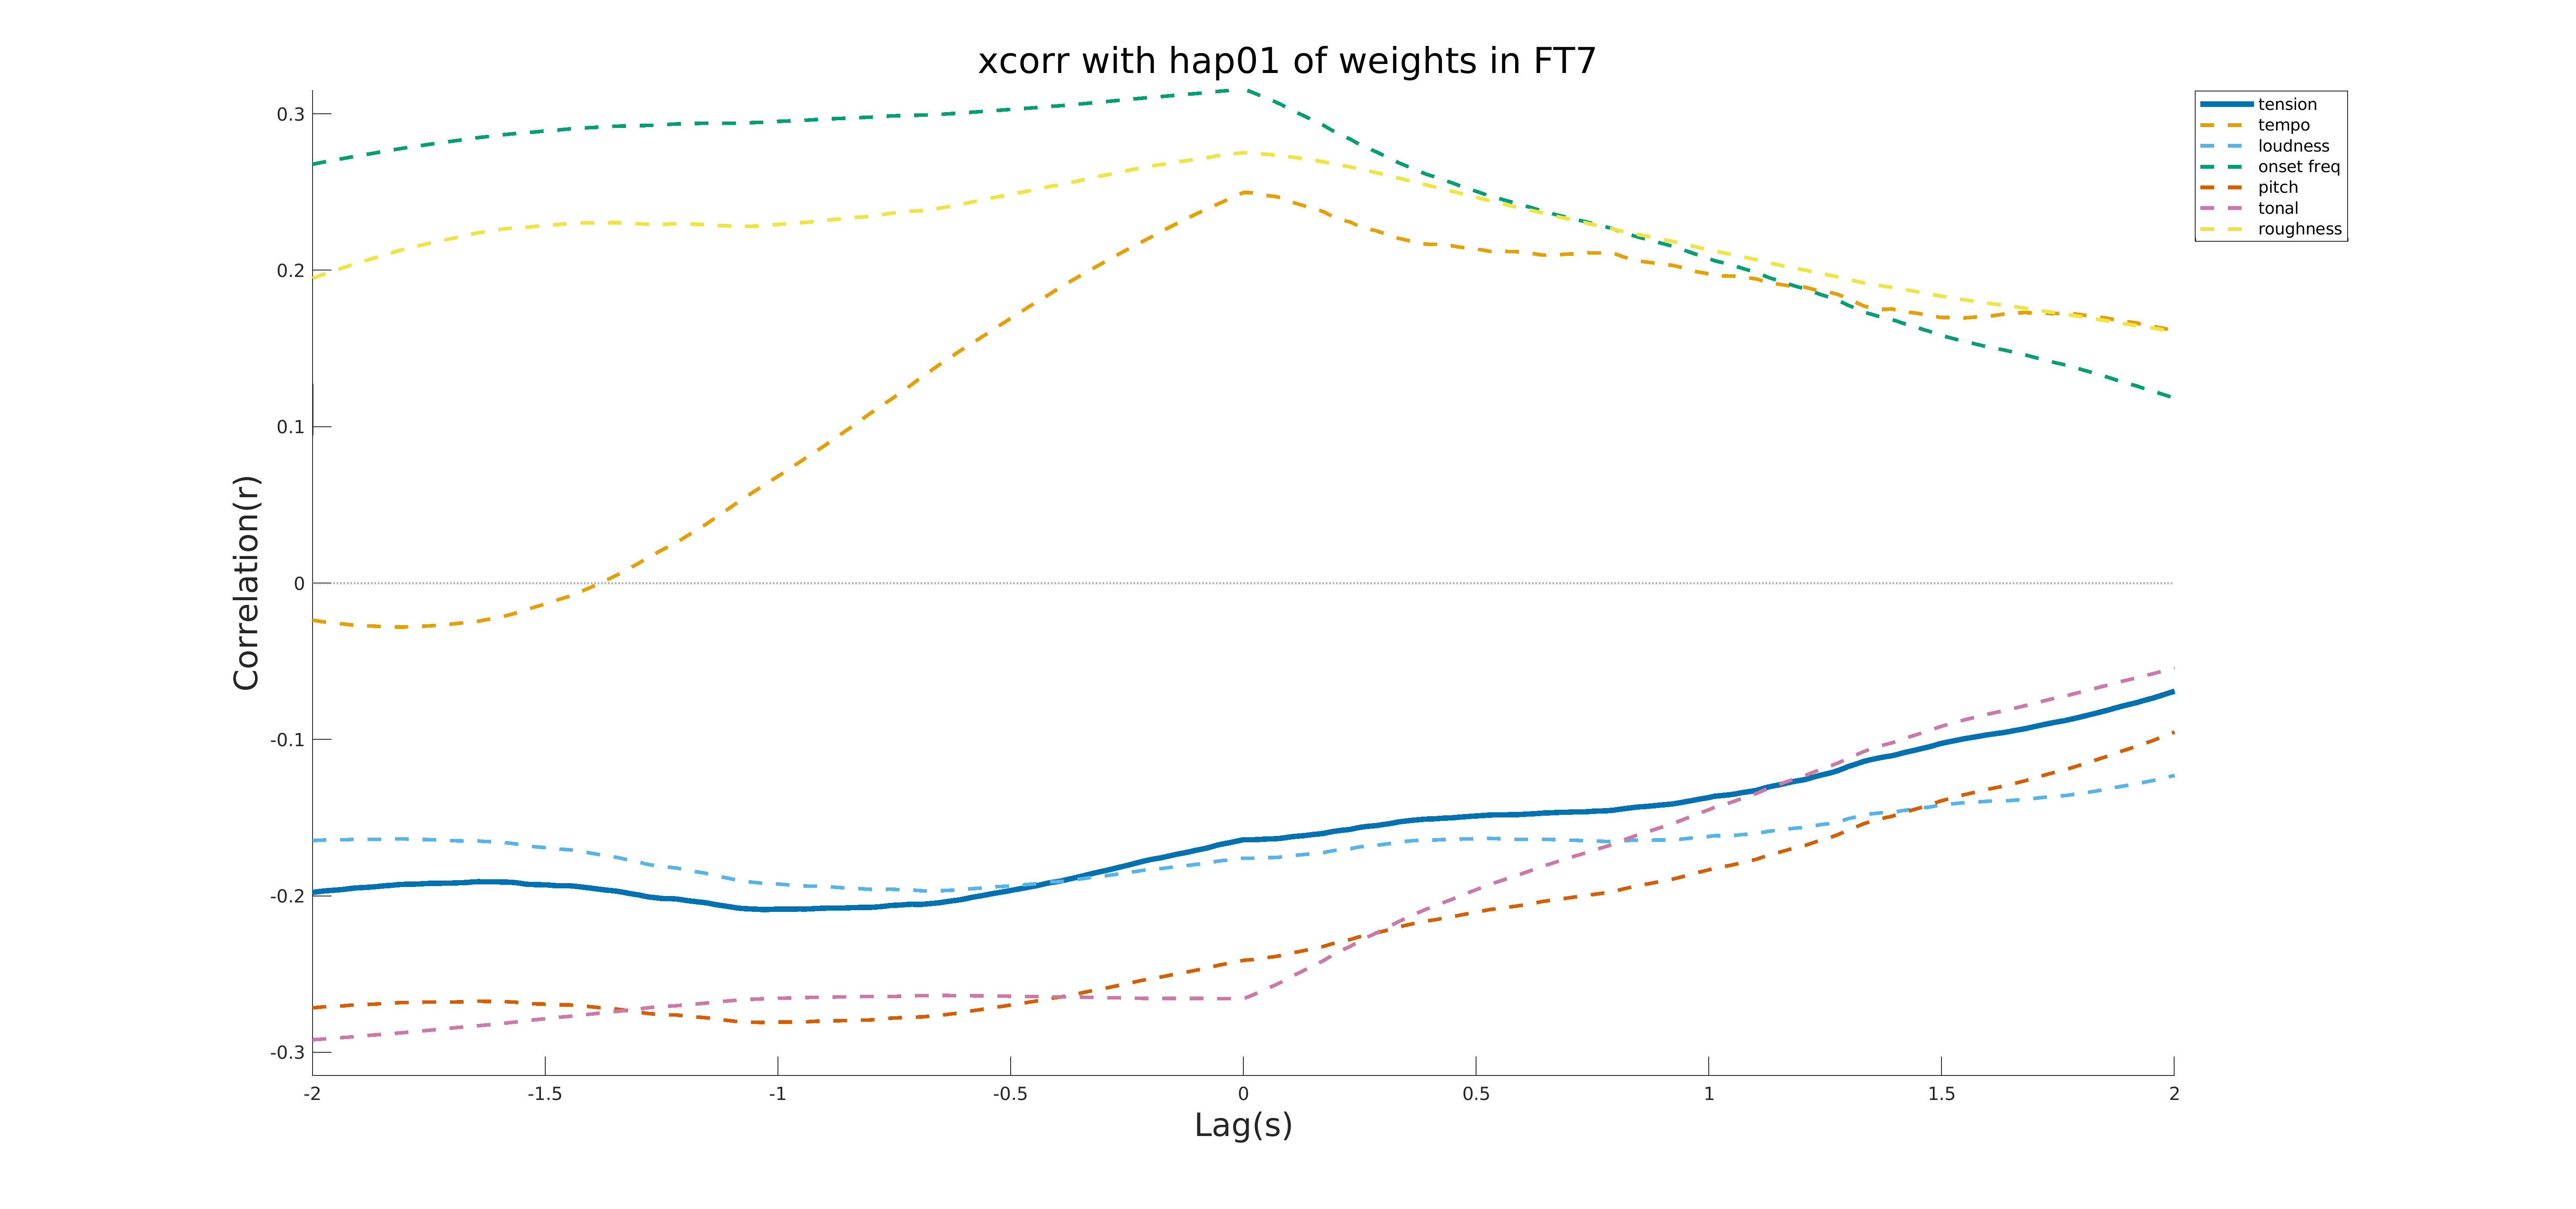 xcorr with hap01 of weights in FT7
tension
tempo
loudness
onset freq
pitch
tonal
roughness
Correlation(r)
0.3
0.2
0.1
0
-0.1
-0.2
-0.3
-2 -1.5 -1 -0.5 0 0.5 1 1.5 2
Lag(s)